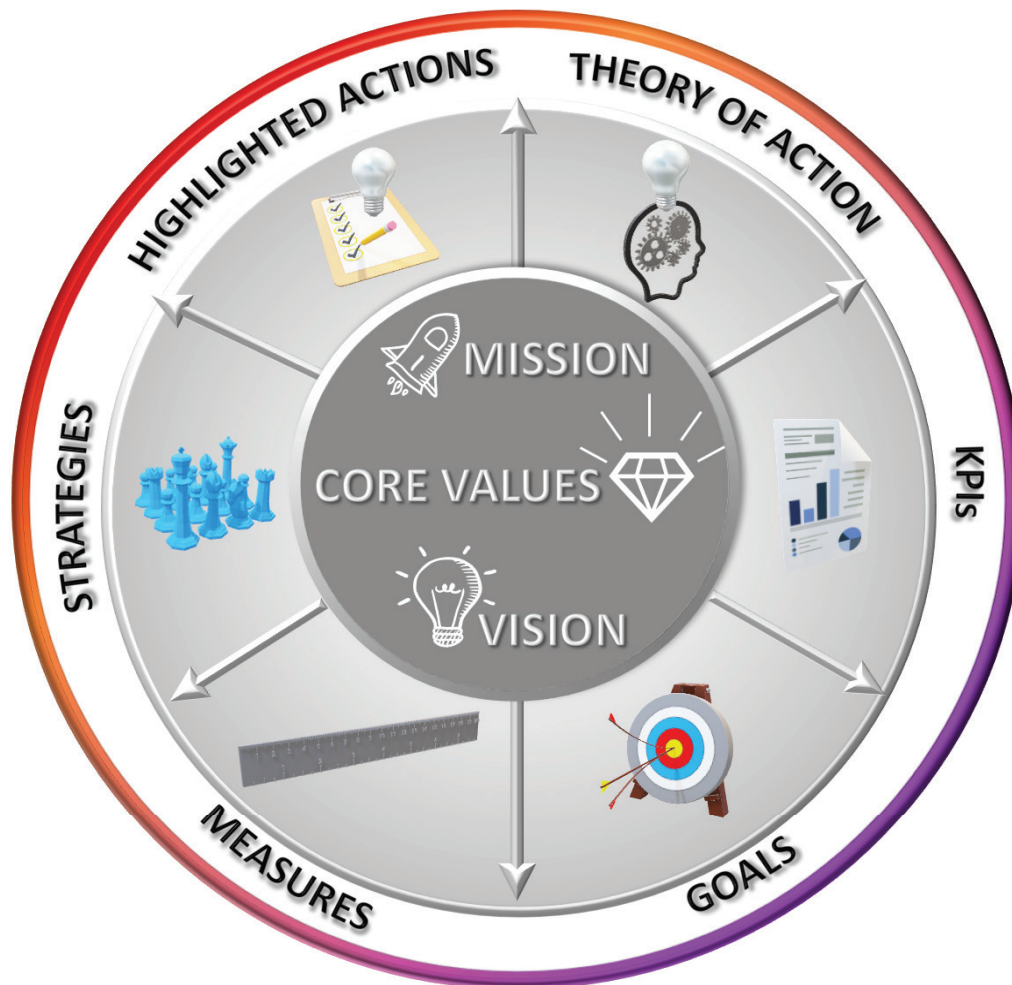 HIGHLIGHTED ACTIONS
THEORY OF ACTION
KPIs
GOALS
MEASURES
STRATEGIES
MISSION
CORE VALUES
VISION